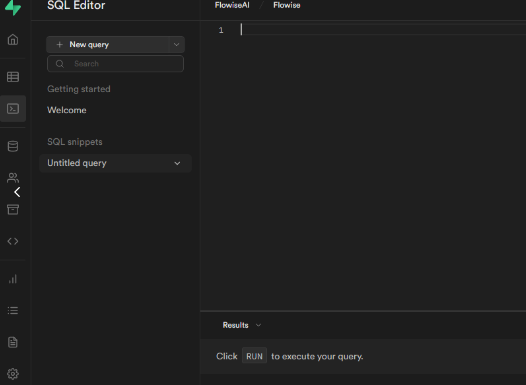 SQL Editor
FlowiseAI / Flowise
New query
Search
Getting started
Welcome
SQL snippets
Untitled query
1
Results
Click RUN to execute your query.